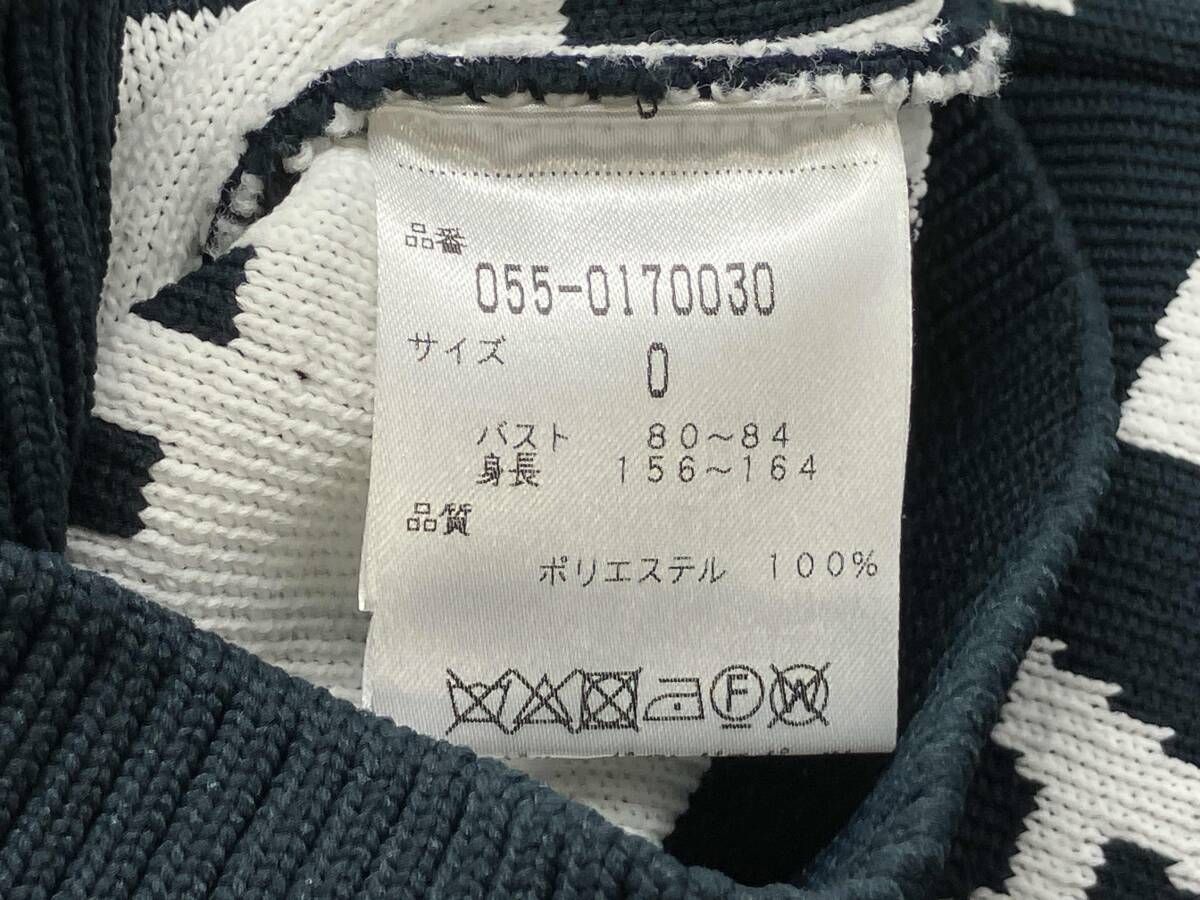 品番
055-0170030
サイズ
0
バスト 80~84
身長 156~164
品質
ポリエステル 100%
F W